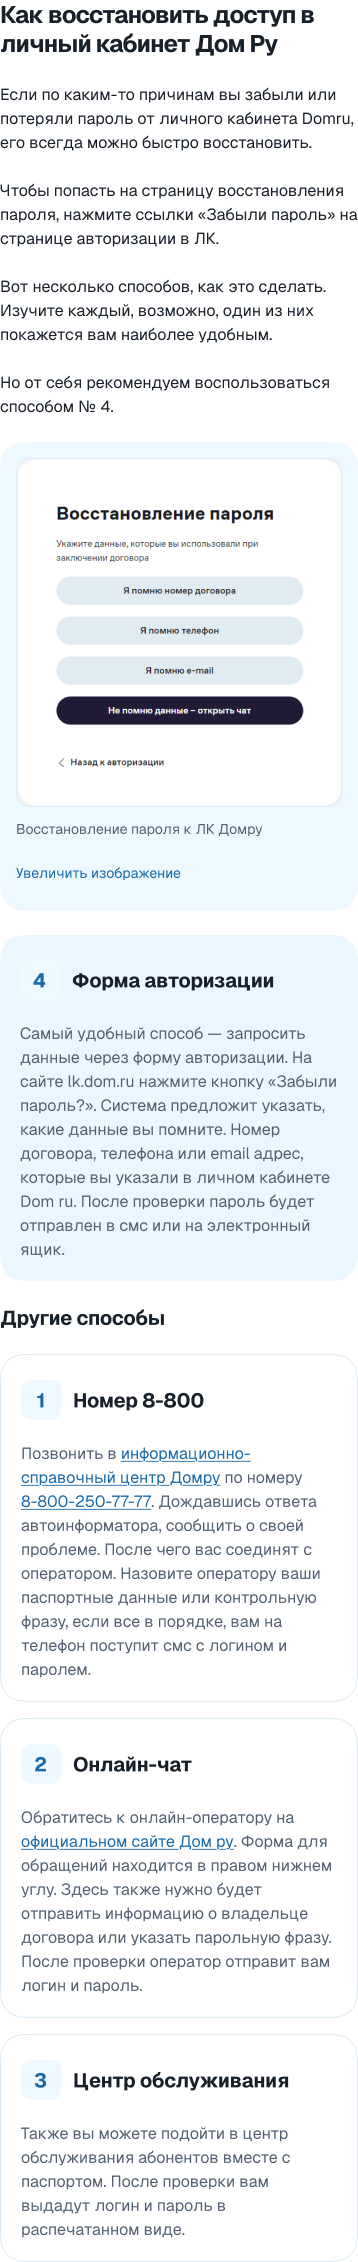 Как восстановить доступ в
личный кабинет Дом Ру
Если по каким-то причинам вы забыли или
потеряли пароль от личного кабинета Domru,
его всегда можно быстро восстановить.
Чтобы попасть на страницу восстановления
пароля, нажмите ссылки «Забыли пароль» на
странице авторизации в ЛК.
Вот несколько способов, как это сделать.
Изучите каждый, возможно, один из них
покажется вам наиболее удобным.
Но от себя рекомендуем воспользоваться
способом № 4.
Восстановление пароля
Укажите данные, которые вы использовали при
заключении договора
Я помню номер договора
Я помню телефон
Я помню e-mail
Не помню данные – открыть чат
Назад к авторизации
Восстановление пароля к ЛК Домру
Увеличить изображение
4 Форма авторизации
Самый удобный способ — запросить
данные через форму авторизации. На
сайте lk.dom.ru нажмите кнопку «Забыли
пароль?». Система предложит указать,
какие данные вы помните. Номер
договора, телефона или email адрес,
которые вы указали в личном кабинете
Dom ru. После проверки пароль будет
отправлен в смс или на электронный
ящик.
Другие способы
1 Номер 8-800
Позвонить в информационно-
справочный центр Домру по номеру
8-800-250-77-77. Дождавшись ответа
автоинформатора, сообщить о своей
проблеме. После чего вас соединят с
оператором. Назовите оператору ваши
паспортные данные или контрольную
фразу, если все в порядке, вам на
телефон поступит смс с логином и
паролем.
2 Онлайн-чат
Обратитесь к онлайн-оператору на
официальном сайте Дом ру. Форма для
обращений находится в правом нижнем
углу. Здесь также нужно будет
отправить информацию о владельце
договора или указать парольную фразу.
После проверки оператор отправит вам
логин и пароль.
3 Центр обслуживания
Также вы можете подойти в центр
обслуживания абонентов вместе с
паспортом. После проверки вам
выдадут логин и пароль в
распечатанном виде.